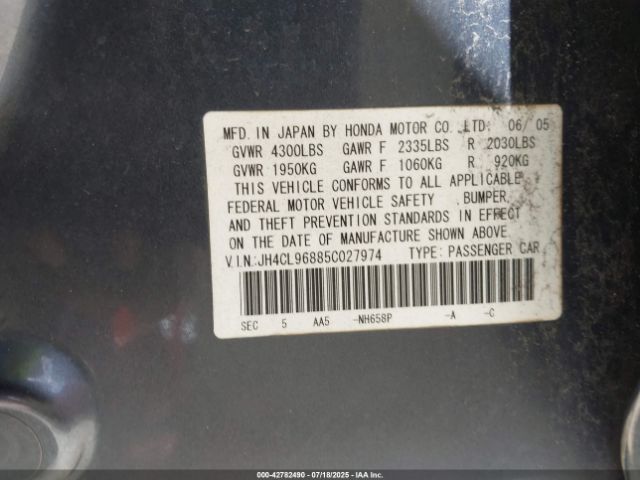 MFD. IN JAPAN BY HONDA MOTOR CO., LTD. 06/05
GVWR 4300LBS GAWR F 2335LBS R 2030LBS
GVWR 1950KG GAWR F 1060KG R 920KG
THIS VEHICLE CONFORMS TO ALL APPLICABLE
FEDERAL MOTOR VEHICLE SAFETY , BUMPER,
AND THEFT PREVENTION STANDARDS IN EFFECT
ON THE DATE OF MANUFACTURE SHOWN ABOVE.
V.I.N.:JH4CL96885C027974 TYPE: PASSENGER CAR
SEC 5 AA5 -NH658P -A -C
000-42782490 - 07/18/2025 - IAA Inc.